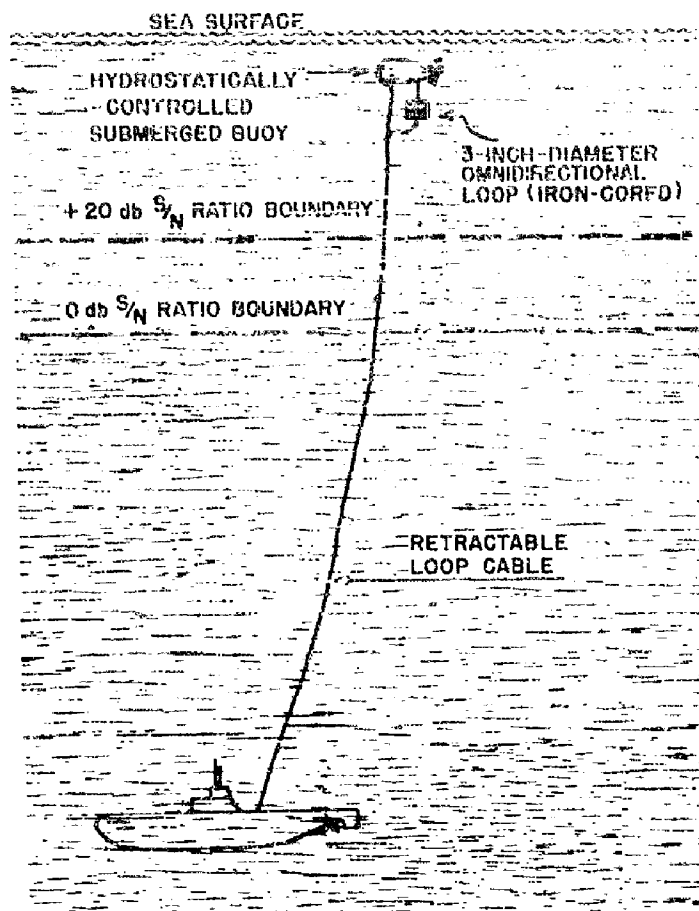 SEA SURFACE
HYDROSTATICALLY
-CONTROLLED
SUBMERGED BUOY
3-INCH-DIAMETER
OMNIDIRECTIONAL
LOOP (IRON-CORED)
+ 20 db S/N RATIO BOUNDARY
0 db S/N RATIO BOUNDARY
RETRACTABLE
LOOP CABLE